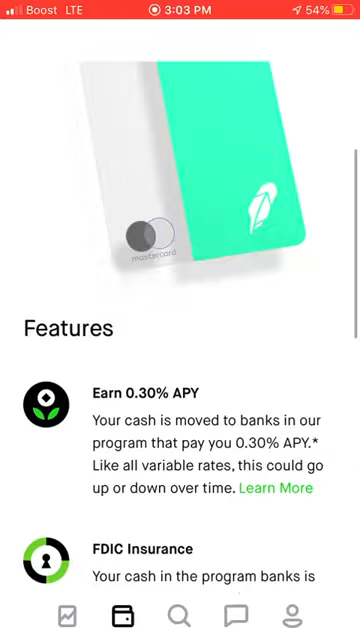 Boost LTE 3:03 PM 54%
mastercard
Features
Earn 0.30% APY
Your cash is moved to banks in our
program that pay you 0.30% APY.*
Like all variable rates, this could go
up or down over time. Learn More
FDIC Insurance
Your cash in the program banks is